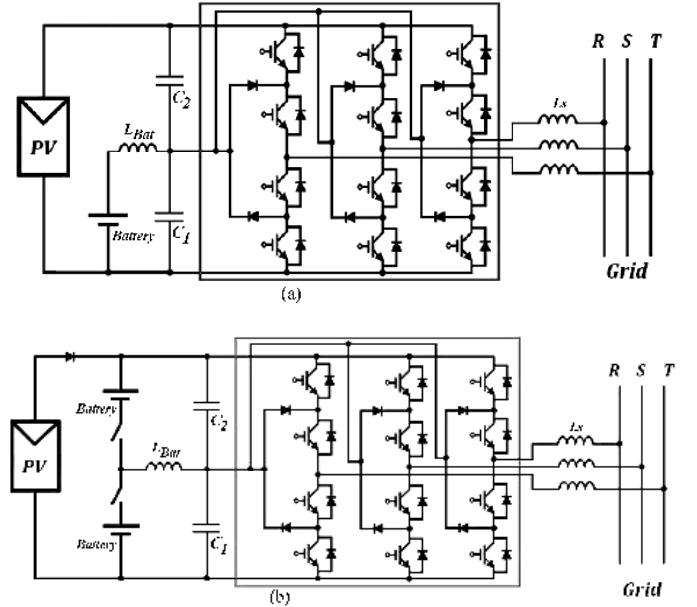 R S T
C2
Ls
LBat
PV
Battery
C1
Grid
(a)
R S T
Battery
C2
Ls
LBat
PV
Battery
C1
Grid
(b)